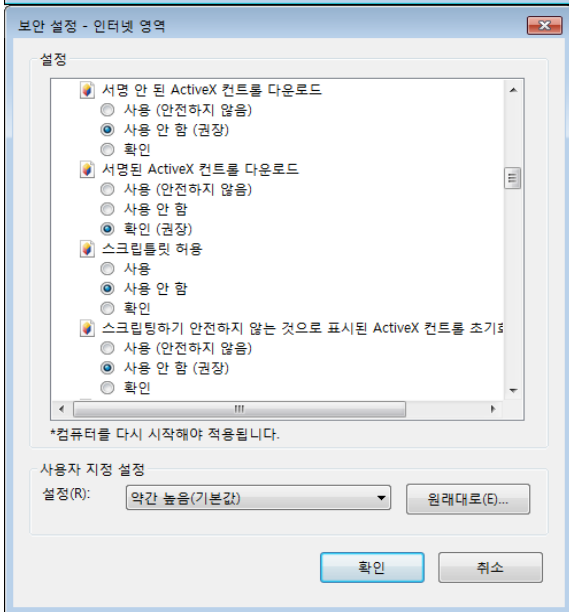 보안 설정 - 인터넷 영역
설정
서명 안 된 ActiveX 컨트롤 다운로드
사용 (안전하지 않음)
사용 안 함 (권장)
확인
서명된 ActiveX 컨트롤 다운로드
사용 (안전하지 않음)
사용 안 함
확인 (권장)
스크립틀릿 허용
사용
사용 안 함
확인
스크립팅하기 안전하지 않는 것으로 표시된 ActiveX 컨트롤
사용 (안전하지 않음)
사용 안 함 (권장)
확인
*컴퓨터를 다시 시작해야 적용됩니다.
사용자 지정 설정
설정(R):
약간 높음(기본값)
원래대로(E)...
확인
취소